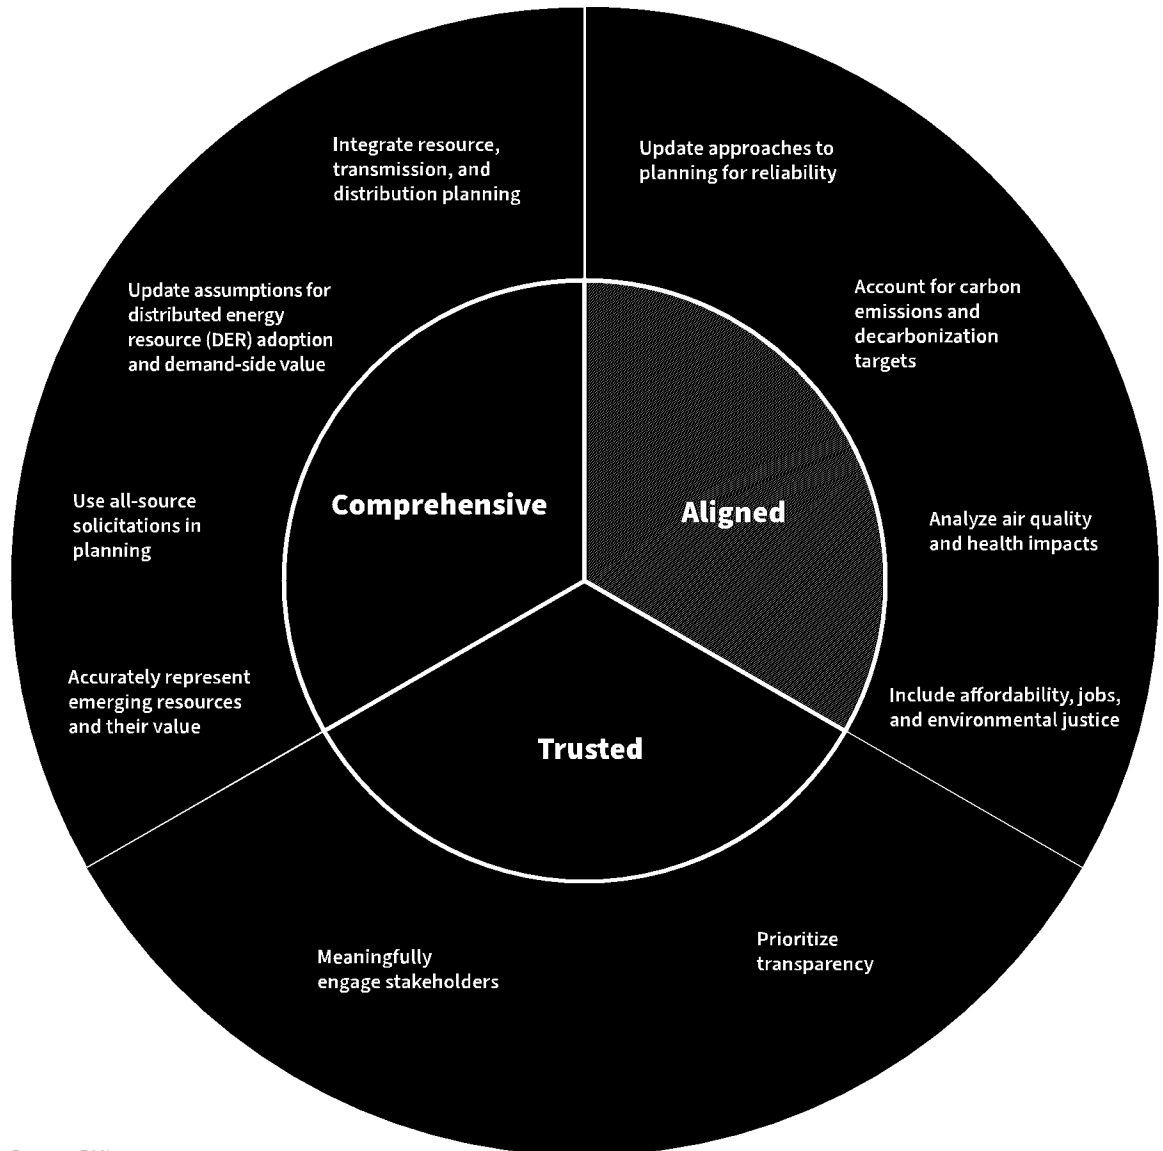 Integrate resource,
transmission, and
distribution planning
Update approaches to
planning for reliability
Update assumptions for
distributed energy
resource (DER) adoption
and demand-side value
Account for carbon
emissions and
decarbonization
targets
Use all-source
solicitations in
planning
Comprehensive
Aligned
Analyze air quality
and health impacts
Accurately represent
emerging resources
and their value
Include affordability, jobs,
and environmental justice
Trusted
Meaningfully
engage stakeholders
Prioritize
transparency